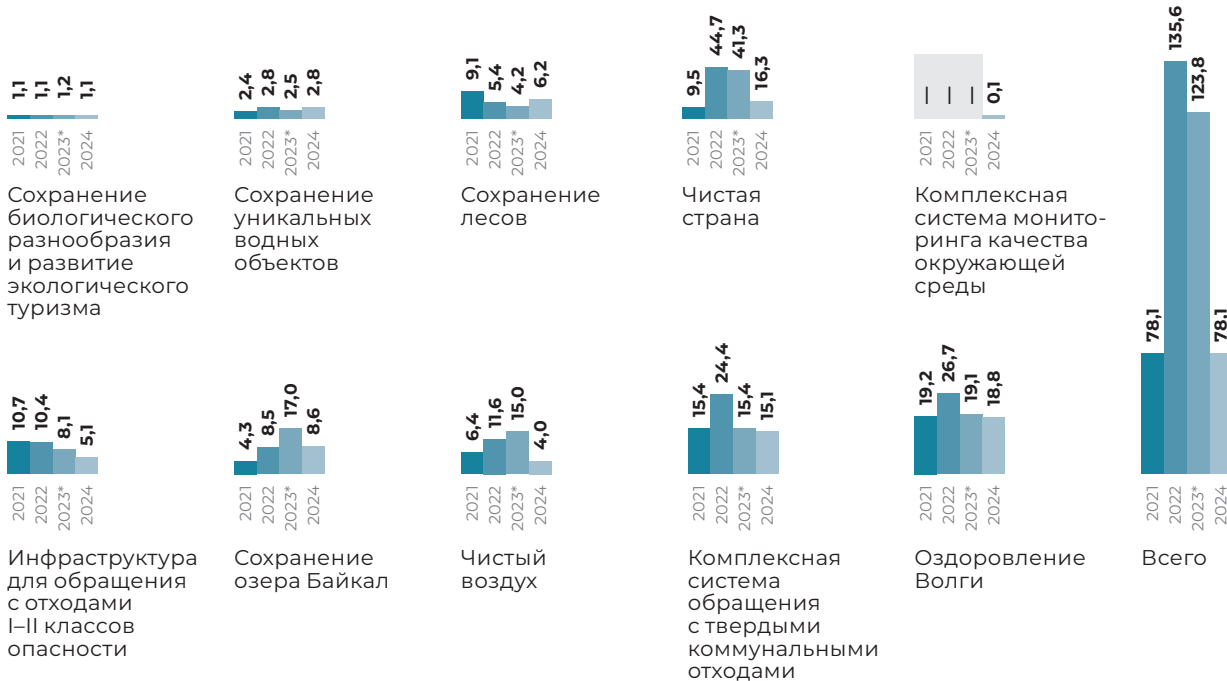 1,1
1,1
1,2
1,1
2021
2022
2023*
2024
Сохранение
биологического
разнообразия
и развитие
экологического
туризма
2,4
2,8
2,5
2,8
2021
2022
2023*
2024
Сохранение
уникальных
водных
объектов
9,1
5,4
4,2
6,2
2021
2022
2023*
2024
Сохранение
лесов
9,5
44,7
41,3
16,3
2021
2022
2023*
2024
Чистая
страна
–
–
–
0,1
2021
2022
2023*
2024
Комплексная
система монито-
ринга качества
окружающей
среды
10,7
10,4
8,1
5,1
2021
2022
2023*
2024
Инфраструктура
для обращения
с отходами
I–II классов
опасности
4,3
8,5
17,0
8,6
2021
2022
2023*
2024
Сохранение
озера Байкал
6,4
11,6
15,0
4,0
2021
2022
2023*
2024
Чистый
воздух
15,4
24,4
15,4
15,1
2021
2022
2023*
2024
Комплексная
система
обращения
с твердыми
коммунальными
отходами
19,2
26,7
19,1
18,8
2021
2022
2023*
2024
Оздоровление
Волги
78,1
135,6
123,8
78,1
2021
2022
2023*
2024
Всего